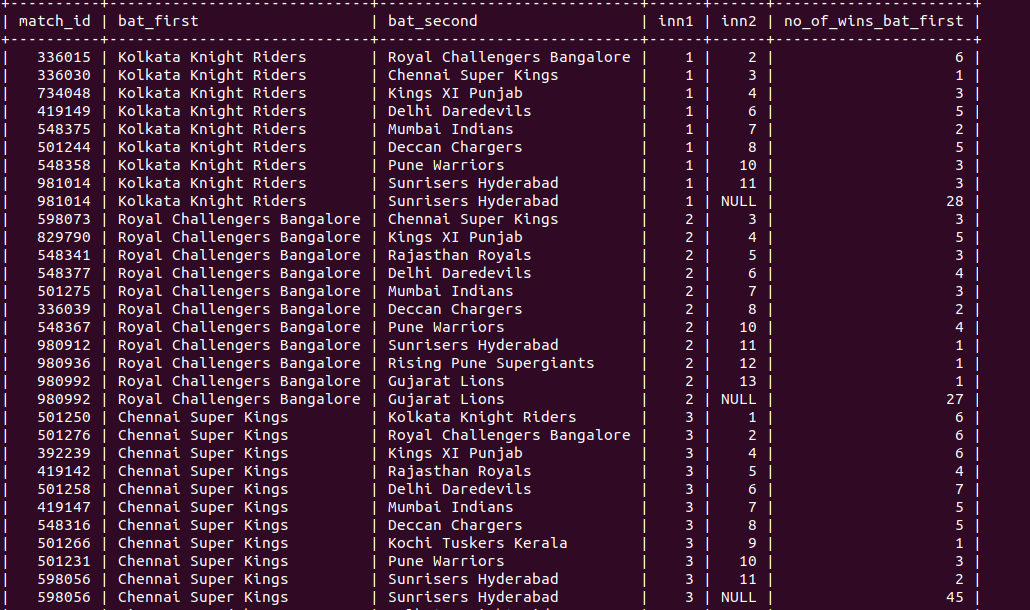 +-----------+-----------------------------+-----------------------------+------+------+----------------------+
| match_id | bat_first | bat_second | inn1 | inn2 | no_of_wins_bat_first |
+-----------+-----------------------------+-----------------------------+------+------+----------------------+
| 336015 | Kolkata Knight Riders | Royal Challengers Bangalore | 1 | 2 | 6 |
| 336030 | Kolkata Knight Riders | Chennai Super Kings | 1 | 3 | 1 |
| 734048 | Kolkata Knight Riders | Kings XI Punjab | 1 | 4 | 3 |
| 419149 | Kolkata Knight Riders | Delhi Daredevils | 1 | 6 | 5 |
| 548375 | Kolkata Knight Riders | Mumbai Indians | 1 | 7 | 2 |
| 501244 | Kolkata Knight Riders | Deccan Chargers | 1 | 8 | 5 |
| 548358 | Kolkata Knight Riders | Pune Warriors | 1 | 10 | 3 |
| 981014 | Kolkata Knight Riders | Sunrisers Hyderabad | 1 | 11 | 3 |
| 981014 | Kolkata Knight Riders | Sunrisers Hyderabad | 1 | NULL | 28 |
| 598073 | Royal Challengers Bangalore | Chennai Super Kings | 2 | 3 | 3 |
| 829790 | Royal Challengers Bangalore | Kings XI Punjab | 2 | 4 | 5 |
| 548341 | Royal Challengers Bangalore | Rajasthan Royals | 2 | 5 | 3 |
| 548377 | Royal Challengers Bangalore | Delhi Daredevils | 2 | 6 | 4 |
| 501275 | Royal Challengers Bangalore | Mumbai Indians | 2 | 7 | 3 |
| 336039 | Royal Challengers Bangalore | Deccan Chargers | 2 | 8 | 2 |
| 548367 | Royal Challengers Bangalore | Pune Warriors | 2 | 10 | 4 |
| 980912 | Royal Challengers Bangalore | Sunrisers Hyderabad | 2 | 11 | 1 |
| 980936 | Royal Challengers Bangalore | Rising Pune Supergiants | 2 | 12 | 1 |
| 980992 | Royal Challengers Bangalore | Gujarat Lions | 2 | 13 | 1 |
| 980992 | Royal Challengers Bangalore | Gujarat Lions | 2 | NULL | 27 |
| 501250 | Chennai Super Kings | Kolkata Knight Riders | 3 | 1 | 6 |
| 501276 | Chennai Super Kings | Royal Challengers Bangalore | 3 | 2 | 6 |
| 392239 | Chennai Super Kings | Kings XI Punjab | 3 | 4 | 6 |
| 419142 | Chennai Super Kings | Rajasthan Royals | 3 | 5 | 4 |
| 501258 | Chennai Super Kings | Delhi Daredevils | 3 | 6 | 7 |
| 419147 | Chennai Super Kings | Mumbai Indians | 3 | 7 | 5 |
| 548316 | Chennai Super Kings | Deccan Chargers | 3 | 8 | 5 |
| 501266 | Chennai Super Kings | Kochi Tuskers Kerala | 3 | 9 | 1 |
| 501231 | Chennai Super Kings | Pune Warriors | 3 | 10 | 3 |
| 598056 | Chennai Super Kings | Sunrisers Hyderabad | 3 | 11 | 2 |
| 598056 | Chennai Super Kings | Sunrisers Hyderabad | 3 | NULL | 45 |